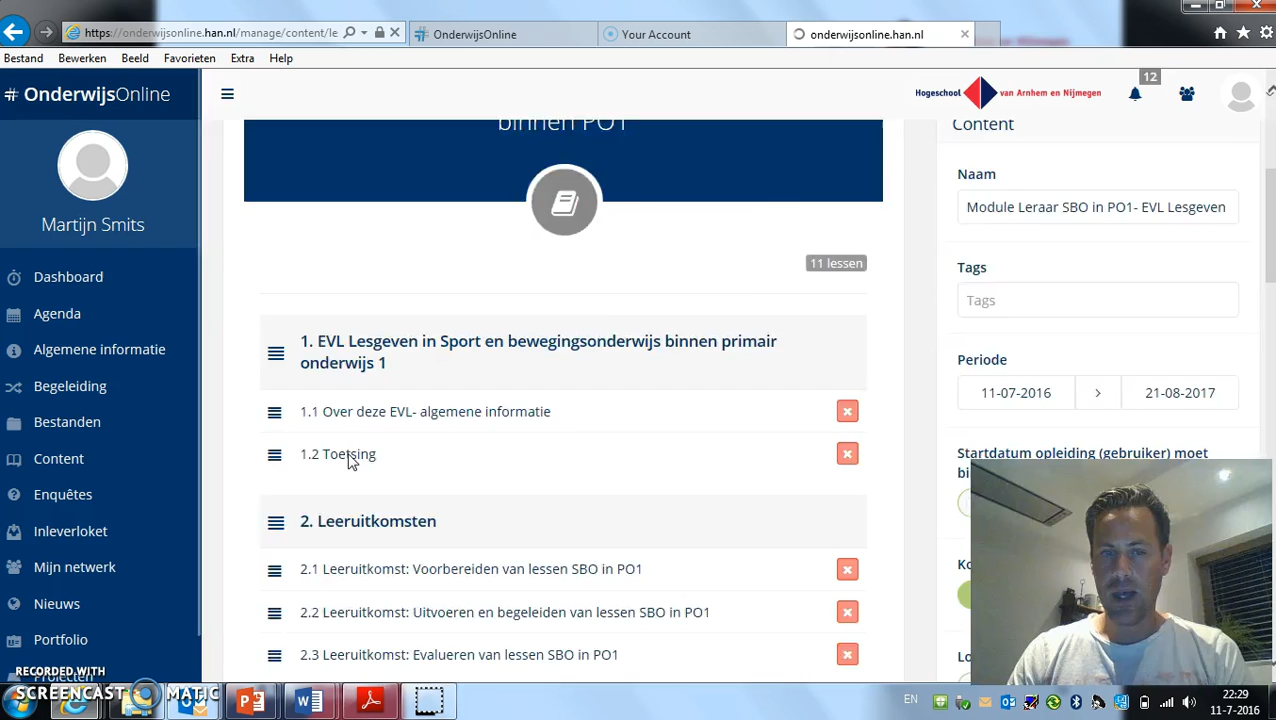 https://onderwijsonline.han.nl/manage/content/le
OnderwijsOnline
Your Account
onderwijsonline.han.nl
Bestand Bewerken Beeld Favorieten Extra Help
# OnderwijsOnline
Hogeschool van Arnhem en Nijmegen
12
Martijn Smits
Dashboard
Agenda
Algemene informatie
Begeleiding
Bestanden
Content
Enquêtes
Inleverloket
Mijn netwerk
Nieuws
Portfolio
Projecten
binnen PO1
11 lessen
1. EVL Lesgeven in Sport en bewegingsonderwijs binnen primair
onderwijs 1
1.1 Over deze EVL- algemene informatie
1.2 Toetsing
2. Leeruitkomsten
2.1 Leeruitkomst: Voorbereiden van lessen SBO in PO1
2.2 Leeruitkomst: Uitvoeren en begeleiden van lessen SBO in PO1
2.3 Leeruitkomst: Evalueren van lessen SBO in PO1
Content
Naam
Module Leraar SBO in PO1- EVL Lesgeven
Tags
Tags
Periode
11-07-2016 > 21-08-2017
Startdatum opleiding (gebruiker) moet
RECORDED WITH
SCREENCAST MATIC
EN
22:29
11-7-2016